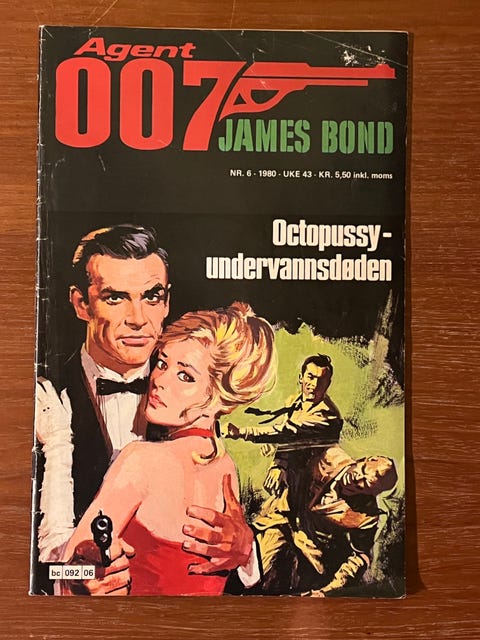 Agent
007
JAMES BOND
NR. 6 - 1980 - UKE 43 - KR. 5,50 inkl. moms
Octopussy-
undervannsdøden
bc 092 06